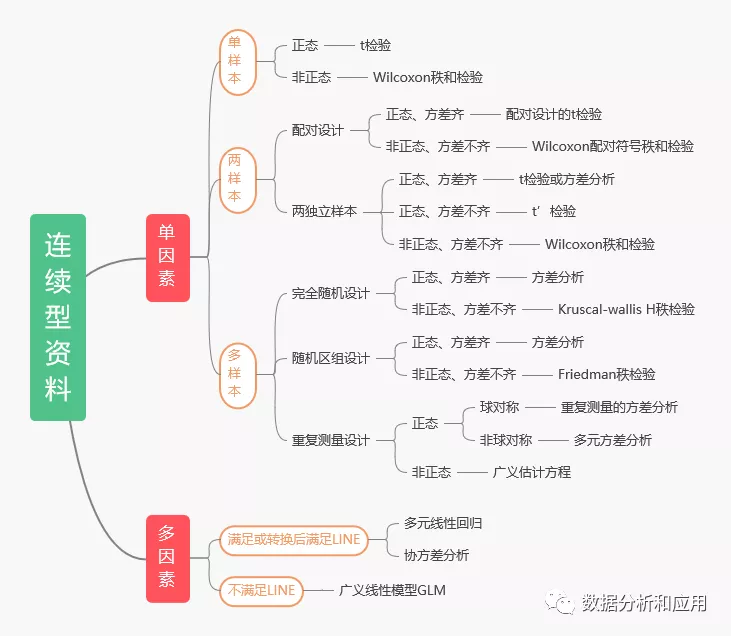 连续型资料
单因素
单样本
正态
t检验
非正态
Wilcoxon秩和检验
两样本
配对设计
正态、方差齐
配对设计的t检验
非正态、方差不齐
Wilcoxon配对符号秩和检验
两独立样本
正态、方差齐
t检验或方差分析
正态、方差不齐
t’检验
非正态、方差不齐
Wilcoxon秩和检验
多样本
完全随机设计
正态、方差齐
方差分析
非正态、方差不齐
Kruscal-wallis H秩检验
随机区组设计
正态、方差齐
方差分析
非正态、方差不齐
Friedman秩检验
重复测量设计
正态
球对称
重复测量的方差分析
非球对称
多元方差分析
非正态
广义估计方程
多因素
满足或转换后满足LINE
多元线性回归
协方差分析
不满足LINE
广义线性模型GLM
数据分析和应用